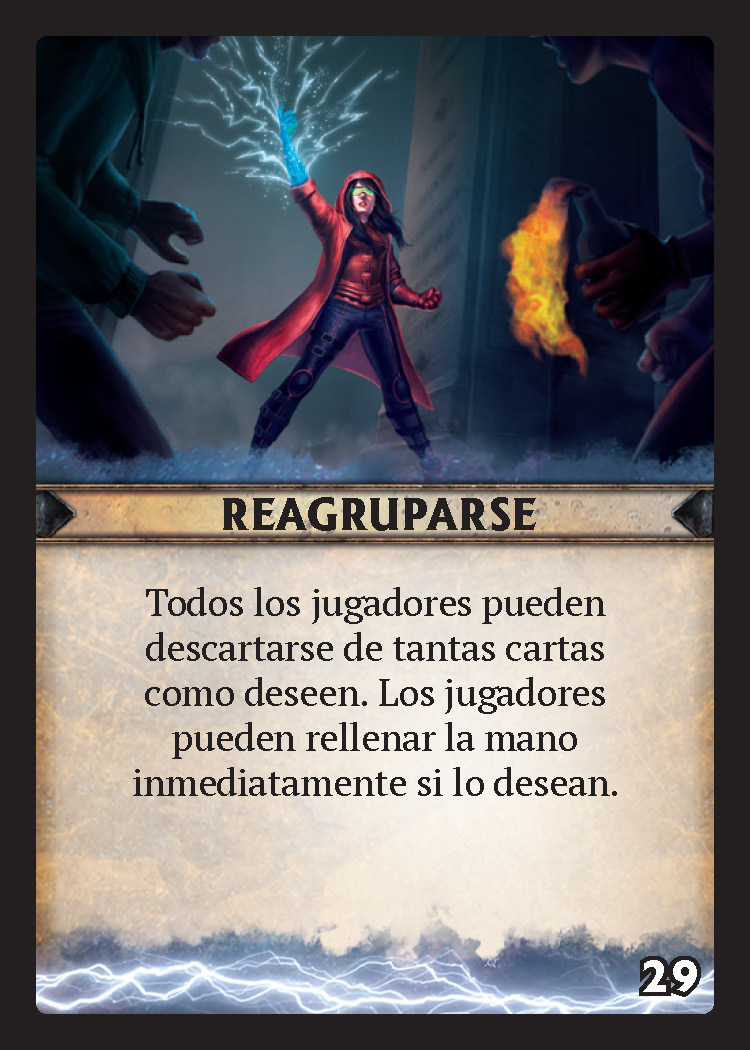 REAGRUPARSE
Todos los jugadores pueden
descartarse de tantas cartas
como deseen. Los jugadores
pueden rellenar la mano
inmediatamente si lo desean.
29